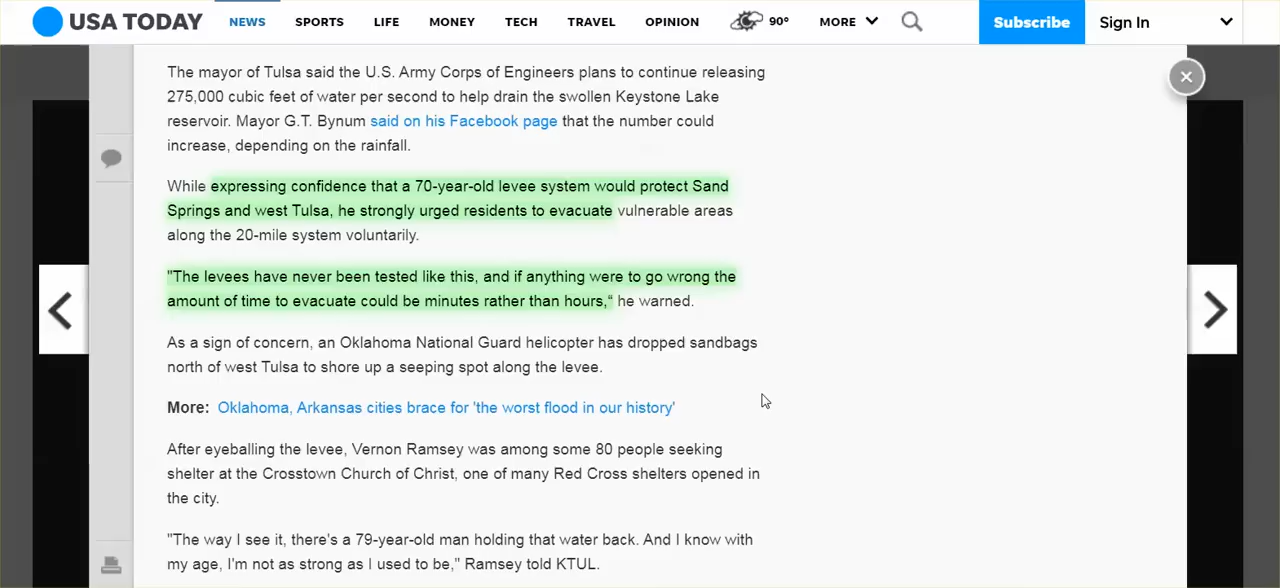 USA TODAY NEWS SPORTS LIFE MONEY TECH TRAVEL OPINION 90° MORE Subscribe Sign In
The mayor of Tulsa said the U.S. Army Corps of Engineers plans to continue releasing
275,000 cubic feet of water per second to help drain the swollen Keystone Lake
reservoir. Mayor G.T. Bynum said on his Facebook page that the number could
increase, depending on the rainfall.
While expressing confidence that a 70-year-old levee system would protect Sand
Springs and west Tulsa, he strongly urged residents to evacuate vulnerable areas
along the 20-mile system voluntarily.
"The levees have never been tested like this, and if anything were to go wrong the
amount of time to evacuate could be minutes rather than hours,“ he warned.
As a sign of concern, an Oklahoma National Guard helicopter has dropped sandbags
north of west Tulsa to shore up a seeping spot along the levee.
More: Oklahoma, Arkansas cities brace for 'the worst flood in our history'
After eyeballing the levee, Vernon Ramsey was among some 80 people seeking
shelter at the Crosstown Church of Christ, one of many Red Cross shelters opened in
the city.
"The way I see it, there's a 79-year-old man holding that water back. And I know with
my age, I'm not as strong as I used to be," Ramsey told KTUL.